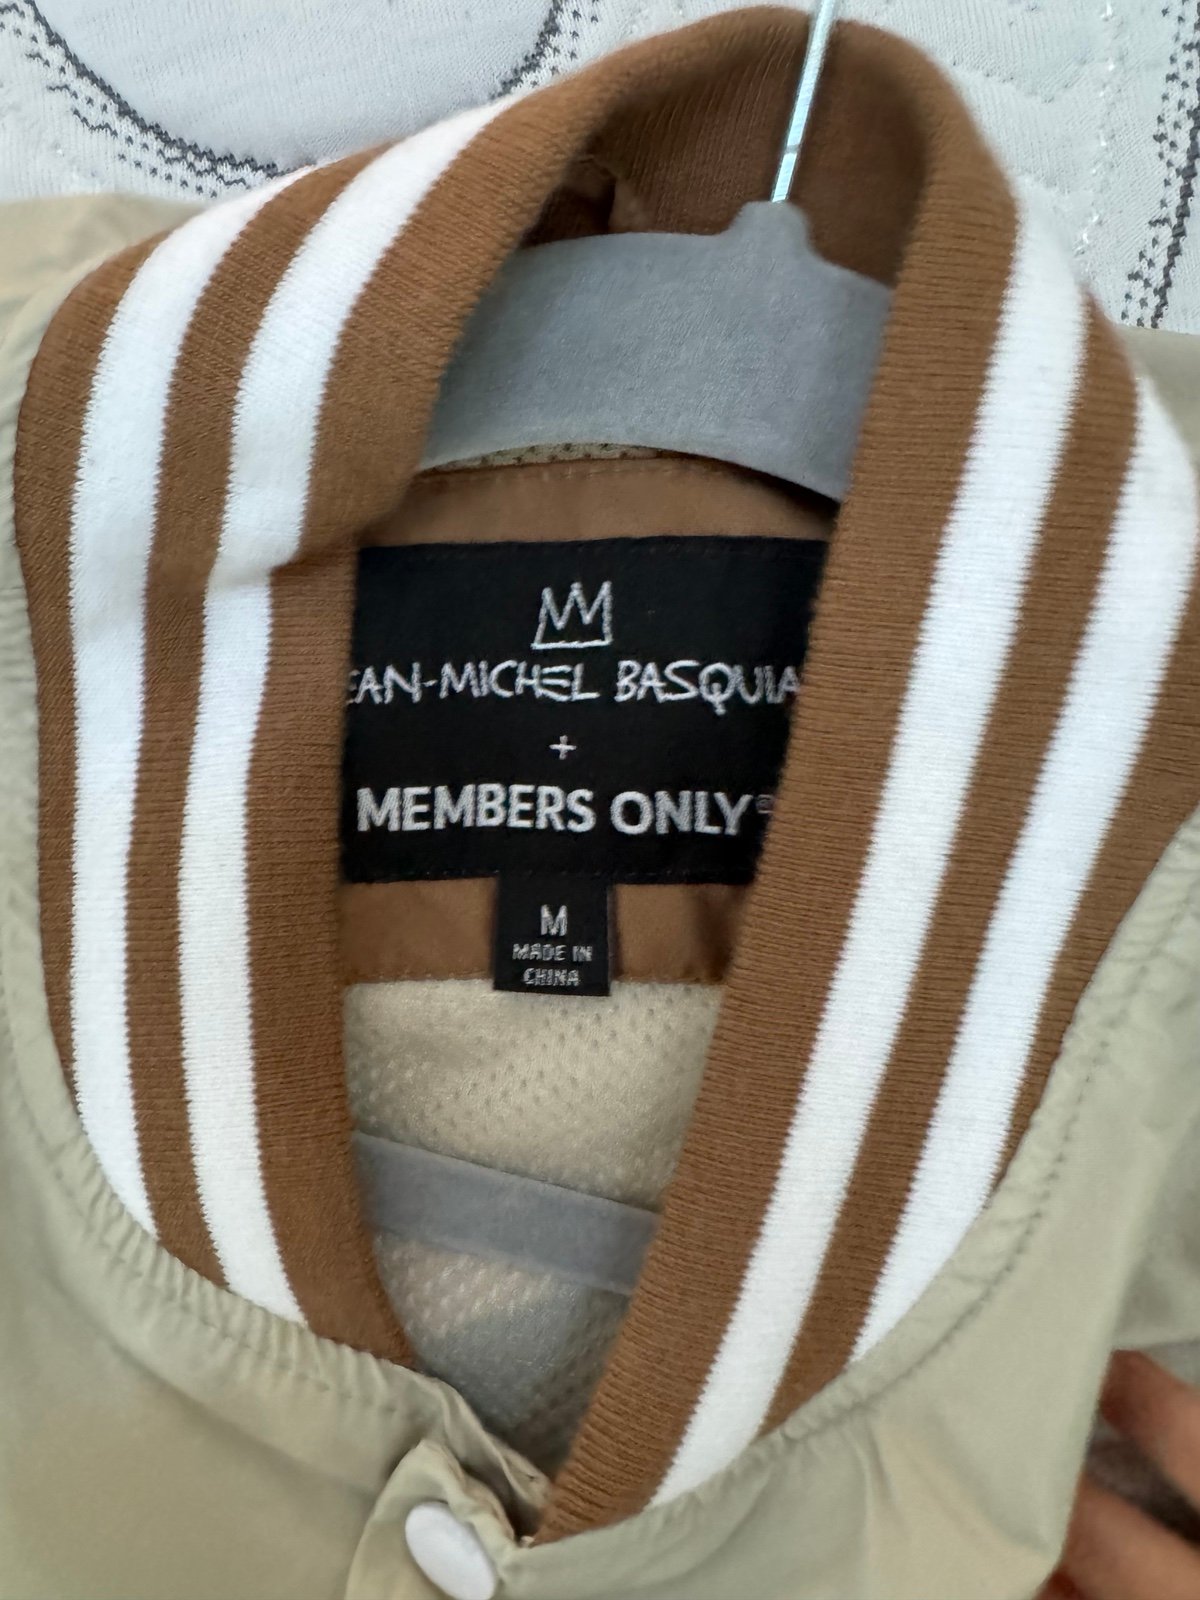 EAN-MICHEL BASQUIA
+
MEMBERS ONLY
M
MADE IN
CHINA